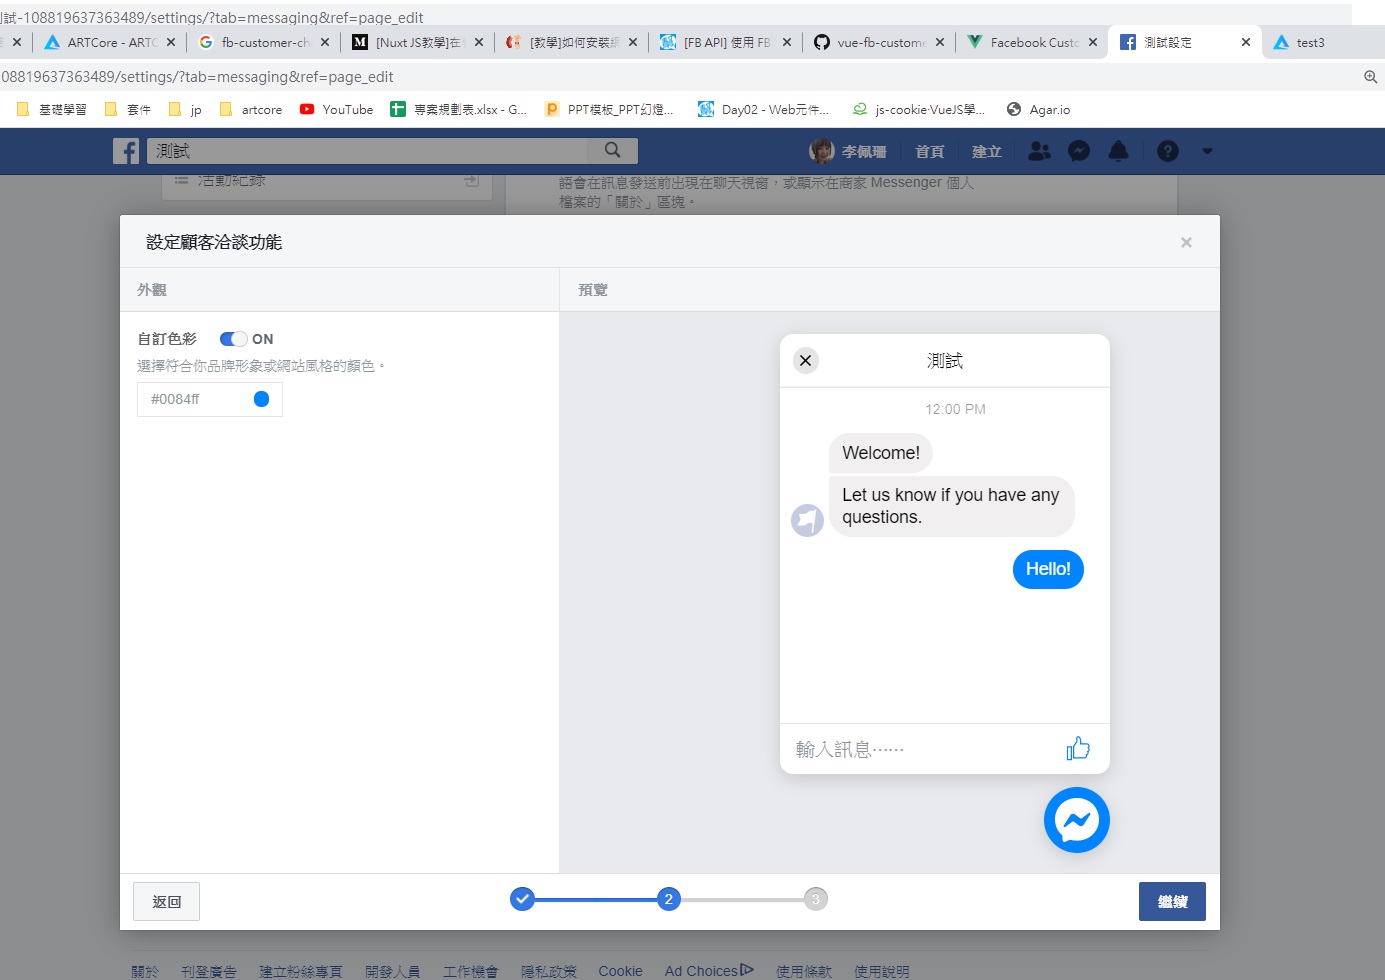 測試-108819637363489/settings/?tab=messaging&ref=page_edit
ARTCore - ARTC
fb-customer-ch
[Nuxt JS教學]在
[教學]如何安裝
[FB API] 使用 FB
vue-fb-custome
Facebook Custo
測試設定
test3
08819637363489/settings/?tab=messaging&ref=page_edit
基礎學習
套件
jp
artcore
YouTube
專案規劃表.xlsx - G...
PPT模板_PPT幻燈...
Day02 - Web元件...
js-cookie·VueJS學...
Agar.io
測試
李佩珊
首頁
建立
活動紀錄
語會在訊息發送前出現在聊天視窗，或顯示在商家 Messenger 個人
檔案的「關於」區塊。
設定顧客洽談功能
外觀
預覽
自訂色彩
ON
選擇符合你品牌形象或網站風格的顏色。
#0084ff
測試
12:00 PM
Welcome!
Let us know if you have any
questions.
Hello!
輸入訊息⋯⋯
返回
2
3
繼續
關於
刊登廣告
建立粉絲專頁
開發人員
工作機會
隱私政策
Cookie
Ad Choices
使用條款
使用說明